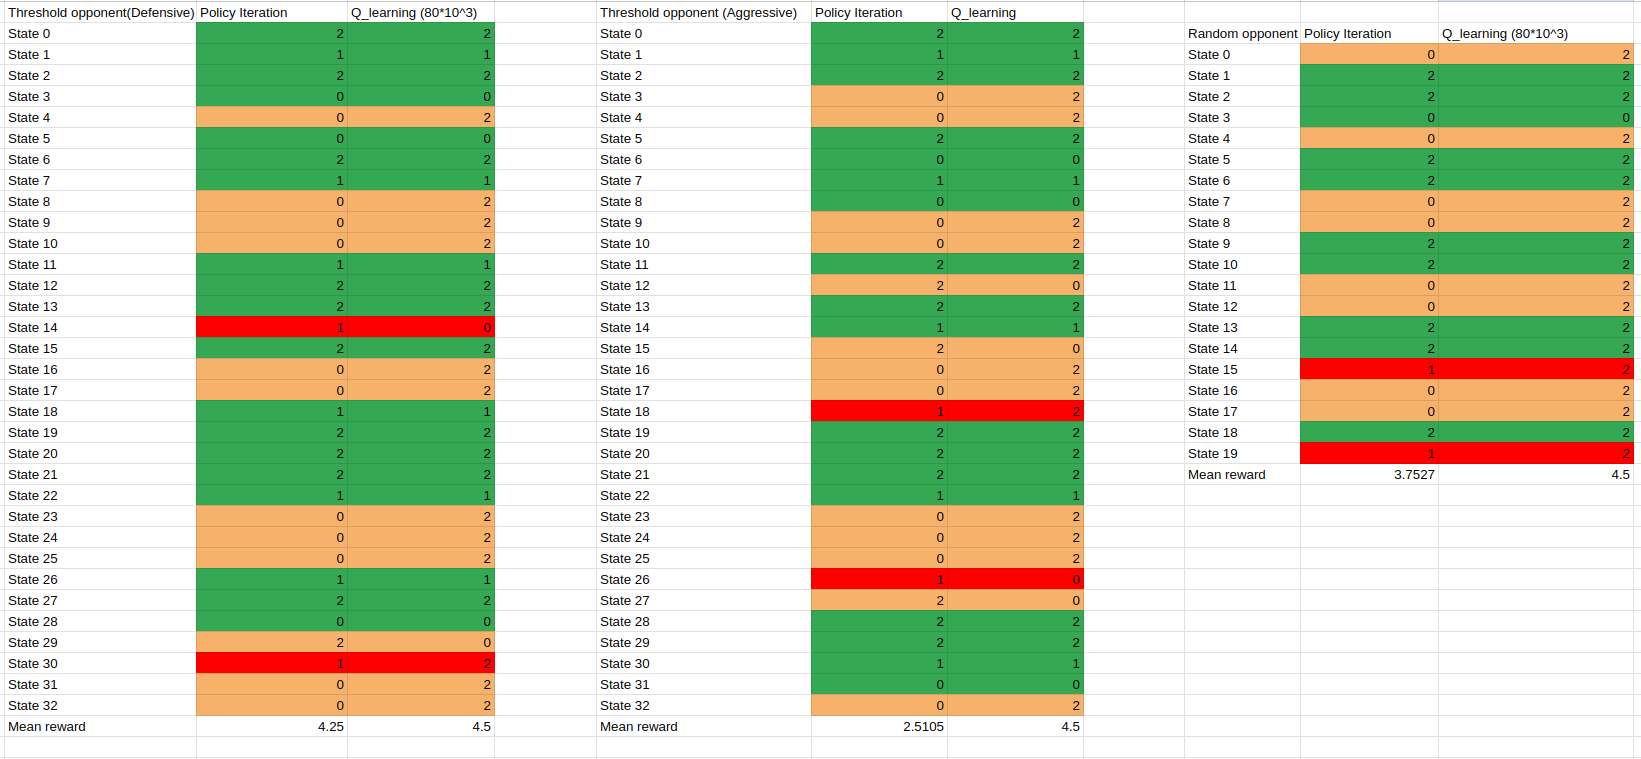 Threshold opponent(Defensive) Policy Iteration Q_learning (80*10^3) Threshold opponent (Aggressive) Policy Iteration Q_learning
State 0 2 2 State 0 2 2 Random opponent Policy Iteration Q_learning (80*10^3)
State 1 1 1 State 1 1 1 State 0 0 2
State 2 2 2 State 2 2 2 State 1 2 2
State 3 0 0 State 3 0 2 State 2 2 2
State 4 0 2 State 4 0 2 State 3 0 0
State 5 0 0 State 5 2 2 State 4 0 2
State 6 2 2 State 6 0 0 State 5 2 2
State 7 1 1 State 7 1 1 State 6 2 2
State 8 0 2 State 8 0 0 State 7 0 2
State 9 0 2 State 9 0 2 State 8 0 2
State 10 0 2 State 10 0 2 State 9 2 2
State 11 1 1 State 11 2 2 State 10 2 2
State 12 2 2 State 12 2 0 State 11 0 2
State 13 2 2 State 13 2 2 State 12 0 2
State 14 1 0 State 14 1 1 State 13 2 2
State 15 2 2 State 15 2 0 State 14 2 2
State 16 0 2 State 16 0 2 State 15 1 2
State 17 0 2 State 17 0 2 State 16 0 2
State 18 1 1 State 18 1 2 State 17 0 2
State 19 2 2 State 19 2 2 State 18 2 2
State 20 2 2 State 20 2 2 State 19 1 2
State 21 2 2 State 21 2 2 Mean reward 3.7527 4.5
State 22 1 1 State 22 1 1
State 23 0 2 State 23 0 2
State 24 0 2 State 24 0 2
State 25 0 2 State 25 0 2
State 26 1 1 State 26 1 0
State 27 2 2 State 27 2 0
State 28 0 0 State 28 2 2
State 29 2 0 State 29 2 2
State 30 1 2 State 30 1 1
State 31 0 2 State 31 0 0
State 32 0 2 State 32 0 2
Mean reward 4.25 4.5 Mean reward 2.5105 4.5